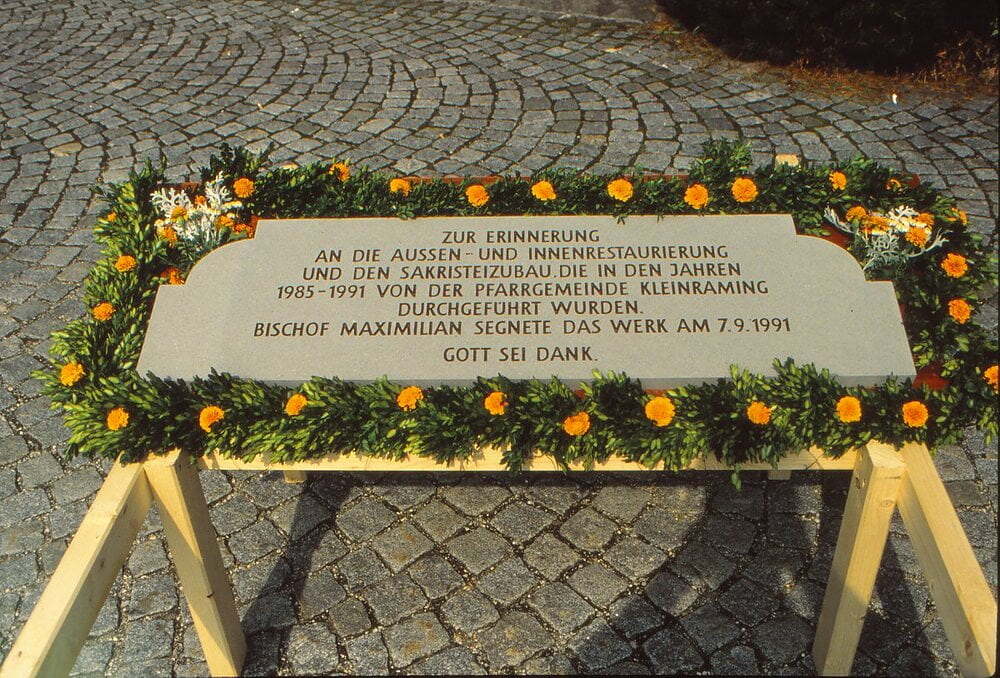 ZUR ERINNERUNG
AN DIE AUSSEN- UND INNENRESTAURIERUNG
UND DEN SAKRISTEIZUBAU.DIE IN DEN JAHREN
1985-1991 VON DER PFARRGEMEINDE KLEINRAMING
DURCHGEFÜHRT WURDEN.
BISCHOF MAXIMILIAN SEGNETE DAS WERK AM 7.9.1991
GOTT SEI DANK.